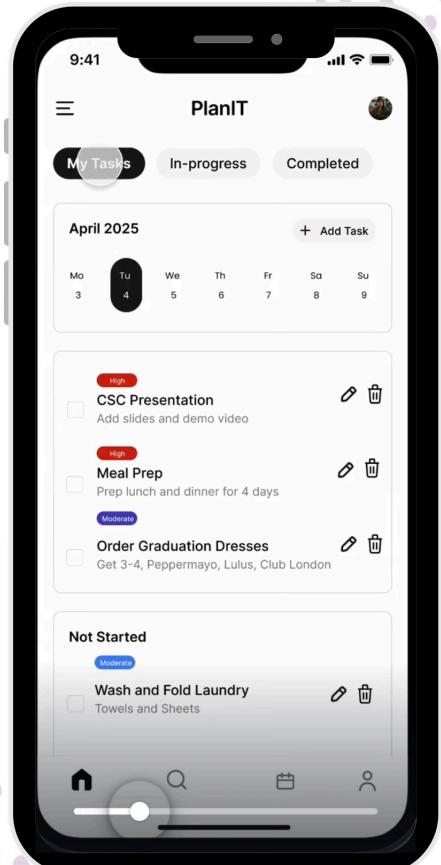 9:41
PlanIT
My Tasks In-progress Completed
April 2025 + Add Task
Mo Tu We Th Fr Sa Su
3 4 5 6 7 8 9
High
CSC Presentation
Add slides and demo video
High
Meal Prep
Prep lunch and dinner for 4 days
Moderate
Order Graduation Dresses
Get 3-4, Peppermayo, Lulus, Club London
Not Started
Moderate
Wash and Fold Laundry
Towels and Sheets